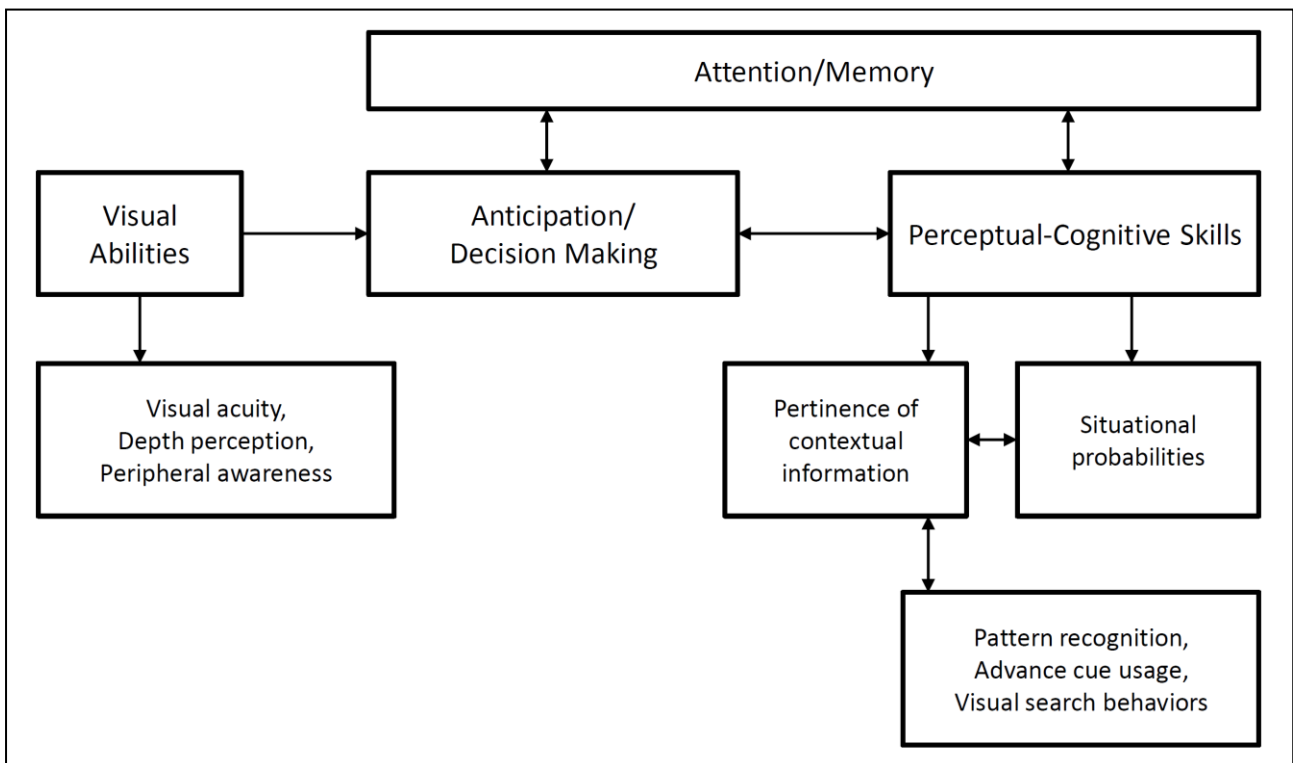 Attention/Memory
Visual
Abilities
Anticipation/
Decision Making
Perceptual-Cognitive Skills
Visual acuity,
Depth perception,
Peripheral awareness
Pertinence of
contextual
information
Situational
probabilities
Pattern recognition,
Advance cue usage,
Visual search behaviors